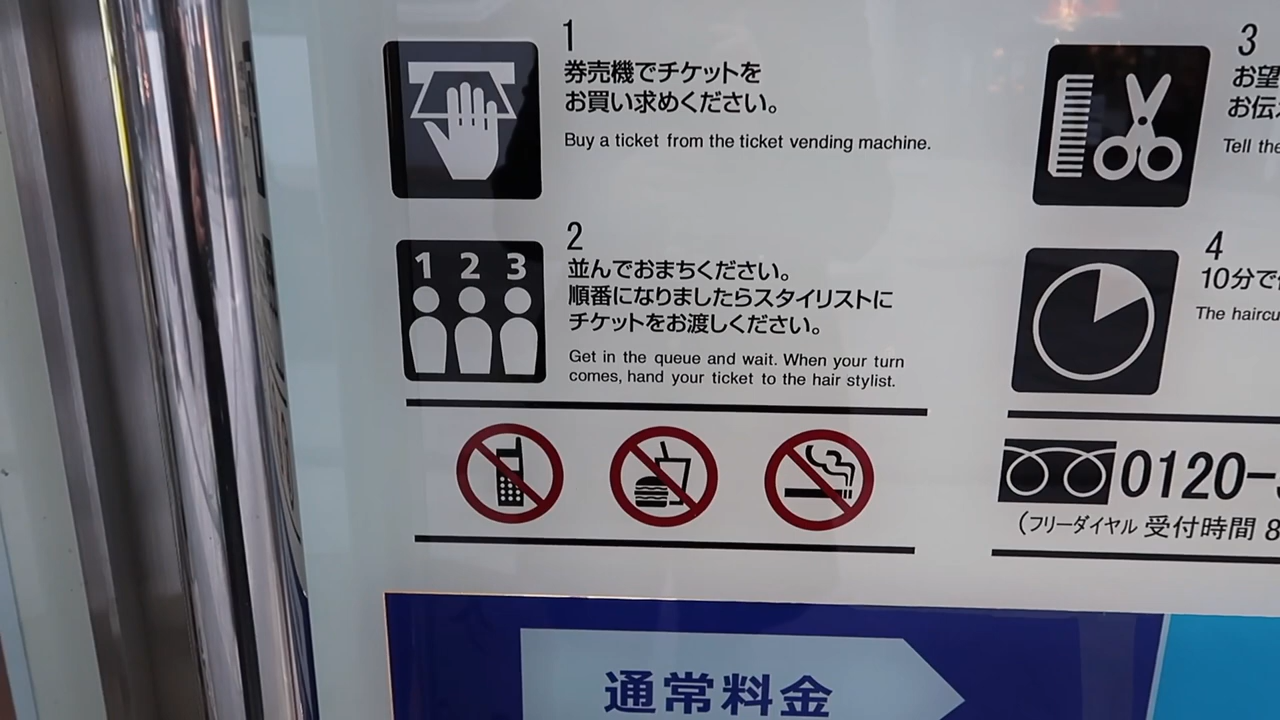 1
券売機でチケットを
お買い求めください。
Buy a ticket from the ticket vending machine.
1 2 3
2
並んでおまちください。
順番になりましたらスタイリストに
チケットをお渡しください。
Get in the queue and wait. When your turn
comes, hand your ticket to the hair stylist.
3
お望
お伝
Tell the
4
10分で
The haircu
0120-
(フリーダイヤル 受付時間 8
通常料金